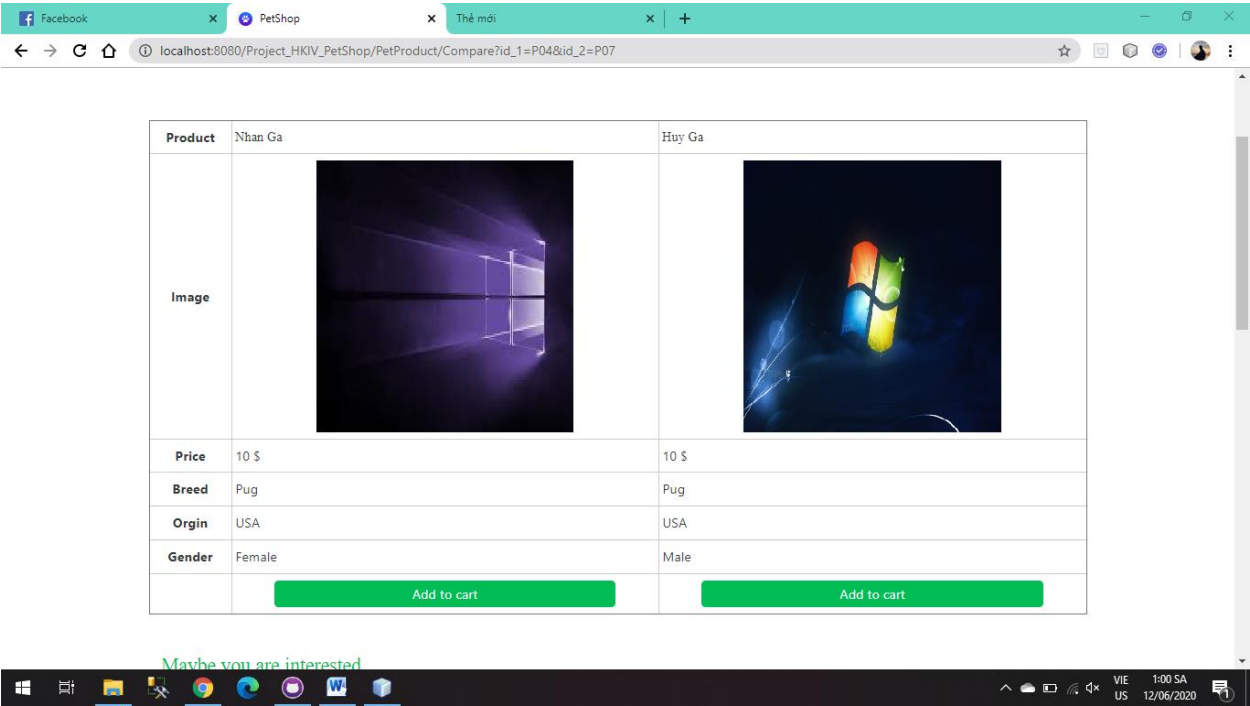 Facebook
PetShop
Thẻ mới
localhost:8080/Project_HKIV_PetShop/PetProduct/Compare?id_1=P04&id_2=P07
Product Nhan Ga Huy Ga
Image
Price 10 $ 10 $
Breed Pug Pug
Orgin USA USA
Gender Female Male
Add to cart Add to cart
Maybe you are interested
VIE 1:00 SA
US 12/06/2020